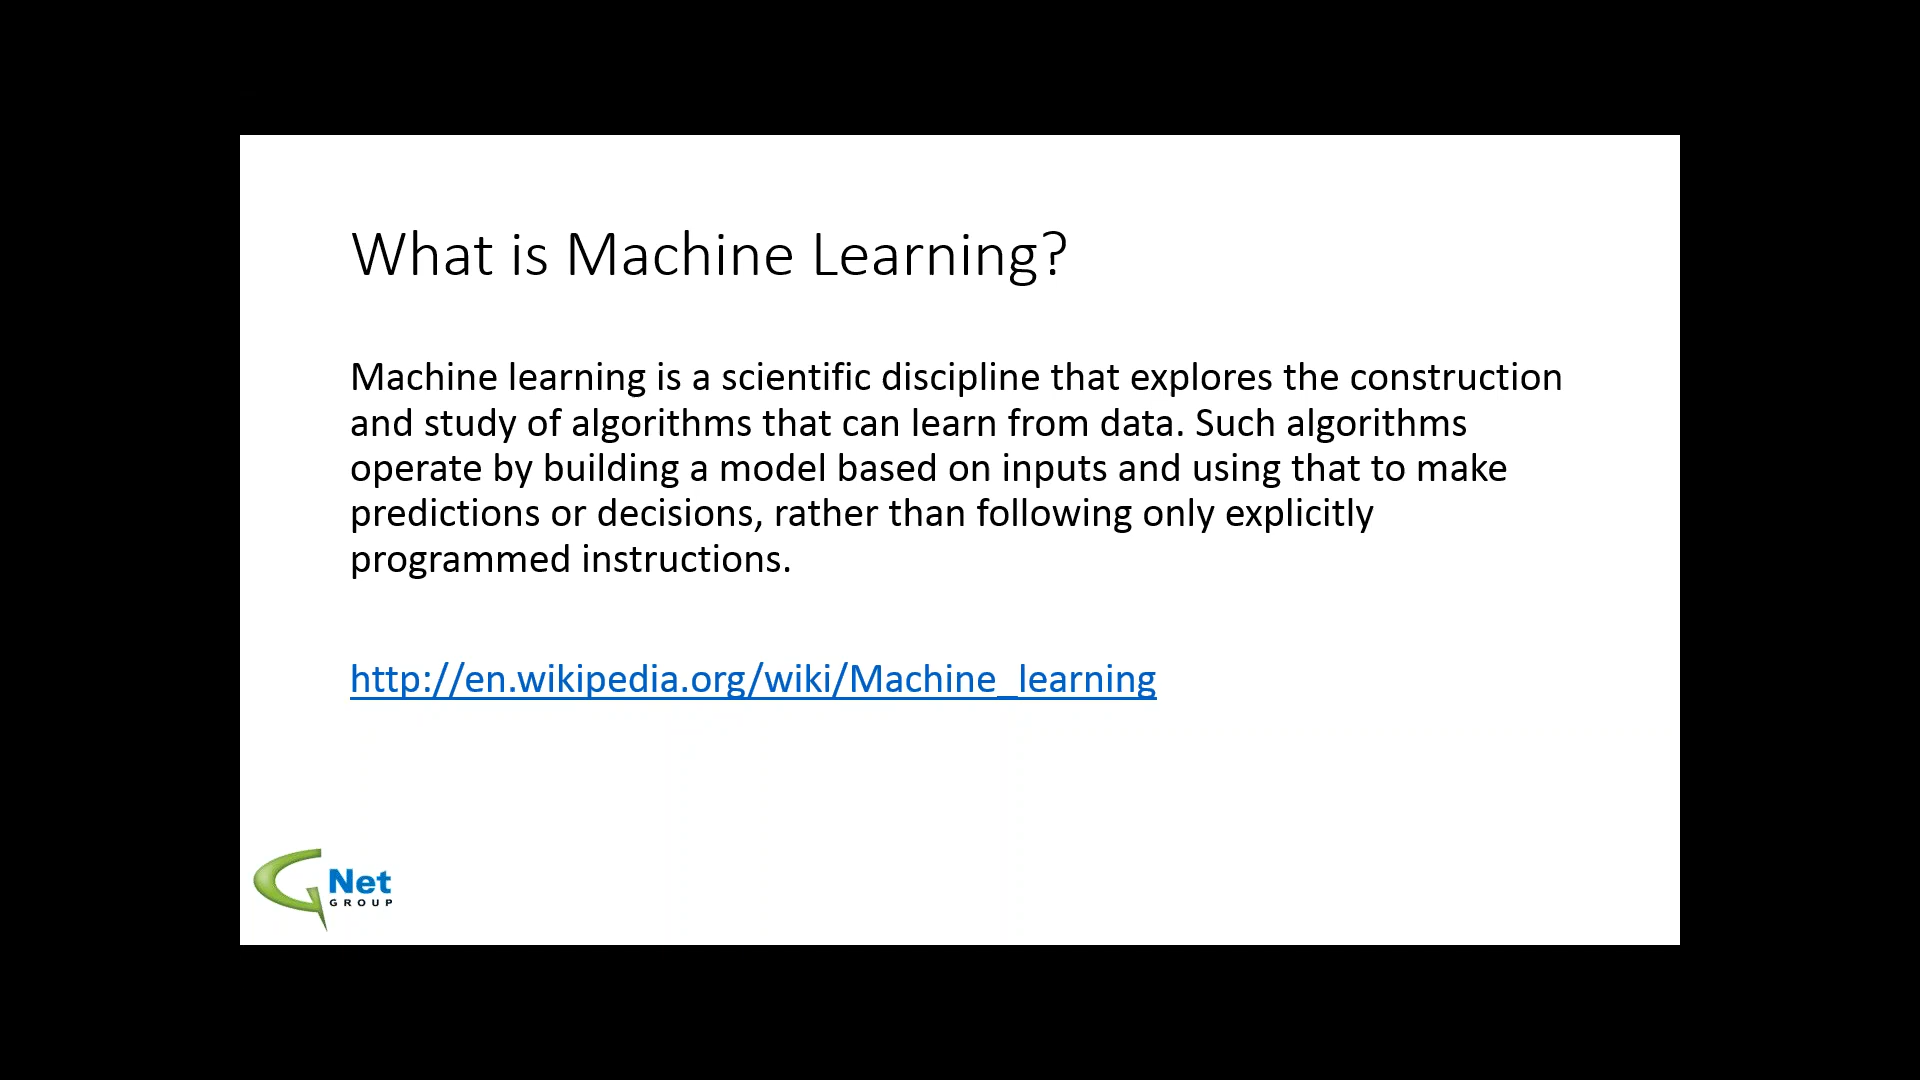 What is Machine Learning?
Machine learning is a scientific discipline that explores the construction
and study of algorithms that can learn from data. Such algorithms
operate by building a model based on inputs and using that to make
predictions or decisions, rather than following only explicitly
programmed instructions.
http://en.wikipedia.org/wiki/Machine_learning
Net
GROUP